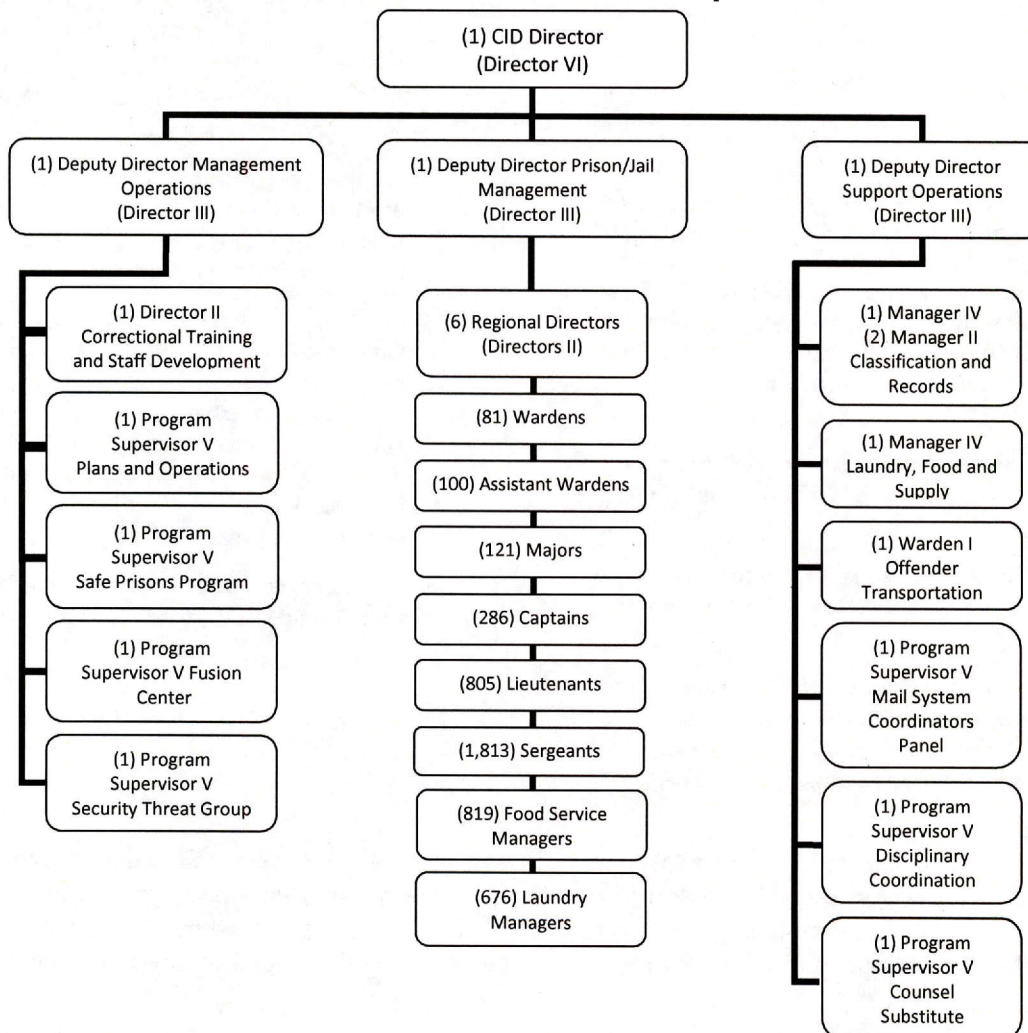 (1) CID Director
(Director VI)
(1) Deputy Director Management
Operations
(Director III)
(1) Director II
Correctional Training
and Staff Development
(1) Program
Supervisor V
Plans and Operations
(1) Program
Supervisor V
Safe Prisons Program
(1) Program
Supervisor V Fusion
Center
(1) Program
Supervisor V
Security Threat Group
(1) Deputy Director Prison/Jail
Management
(Director III)
(6) Regional Directors
(Directors II)
(81) Wardens
(100) Assistant Wardens
(121) Majors
(286) Captains
(805) Lieutenants
(1,813) Sergeants
(819) Food Service
Managers
(676) Laundry
Managers
(1) Deputy Director
Support Operations
(Director III)
(1) Manager IV
(2) Manager II
Classification and
Records
(1) Manager IV
Laundry, Food and
Supply
(1) Warden I
Offender
Transportation
(1) Program
Supervisor V
Mail System
Coordinators
Panel
(1) Program
Supervisor V
Disciplinary
Coordination
(1) Program
Supervisor V
Counsel
Substitute